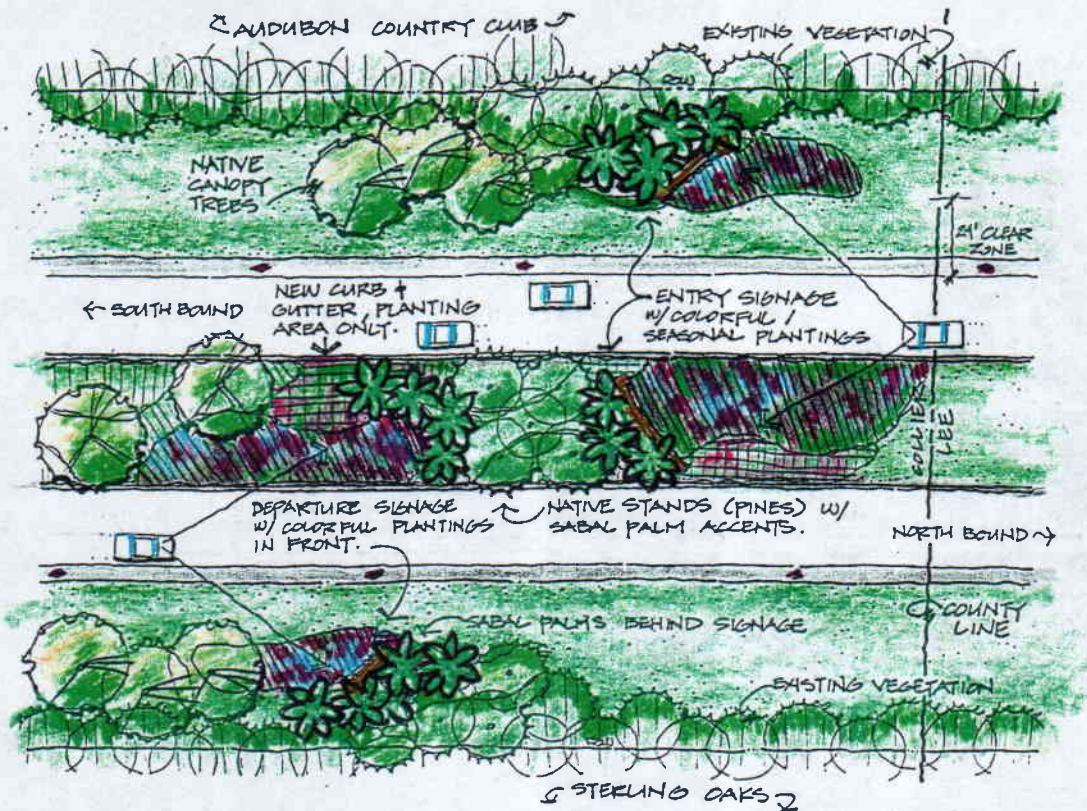 AUDUBON COUNTRY CLUB
EXISTING VEGETATION
ROW
NATIVE
CANOPY
TREES
24' CLEAR
ZONE
← SOUTH BOUND
NEW CURB +
GUTTER, PLANTING
AREA ONLY.
ENTRY SIGNAGE
W/ COLORFUL /
SEASONAL PLANTINGS
COLLIER
LEE
DEPARTURE SIGNAGE
W/ COLORFUL PLANTINGS
IN FRONT.
NATIVE STANDS (PINES) W/
SABAL PALM ACCENTS.
NORTH BOUND →
COUNTY
LINE
SABAL PALMS BEHIND SIGNAGE
EXISTING VEGETATION
STERLING OAKS